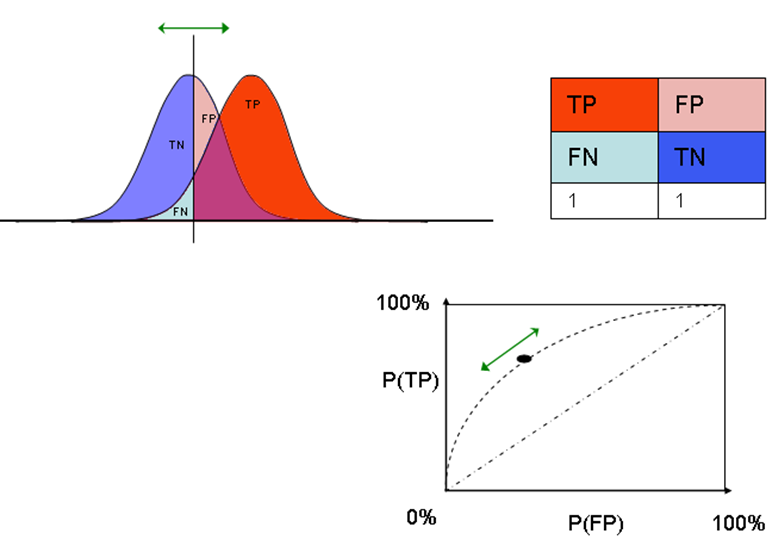 TP
FP
TN
FN
TP FP
FN TN
1 1
100%
P(TP)
0%
P(FP)
100%